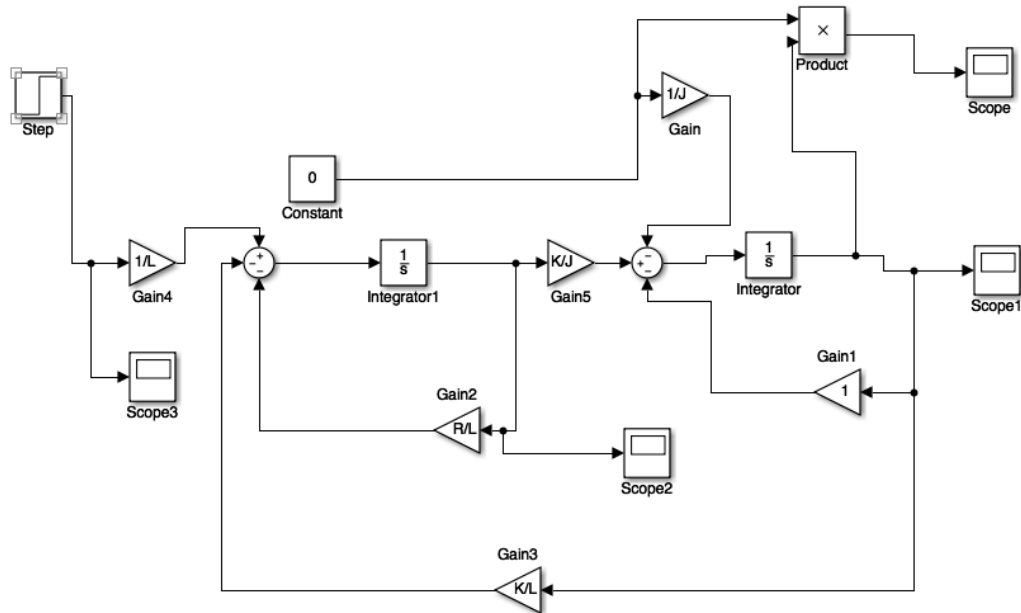 ×
Product
Scope
Step
1/J
Gain
0
Constant
1/L
Gain4
+
−
−
1
s
Integrator1
K/J
Gain5
−
+
−
1
s
Integrator
Scope1
Scope3
Gain1
1
Gain2
R/L
Scope2
Gain3
K/L